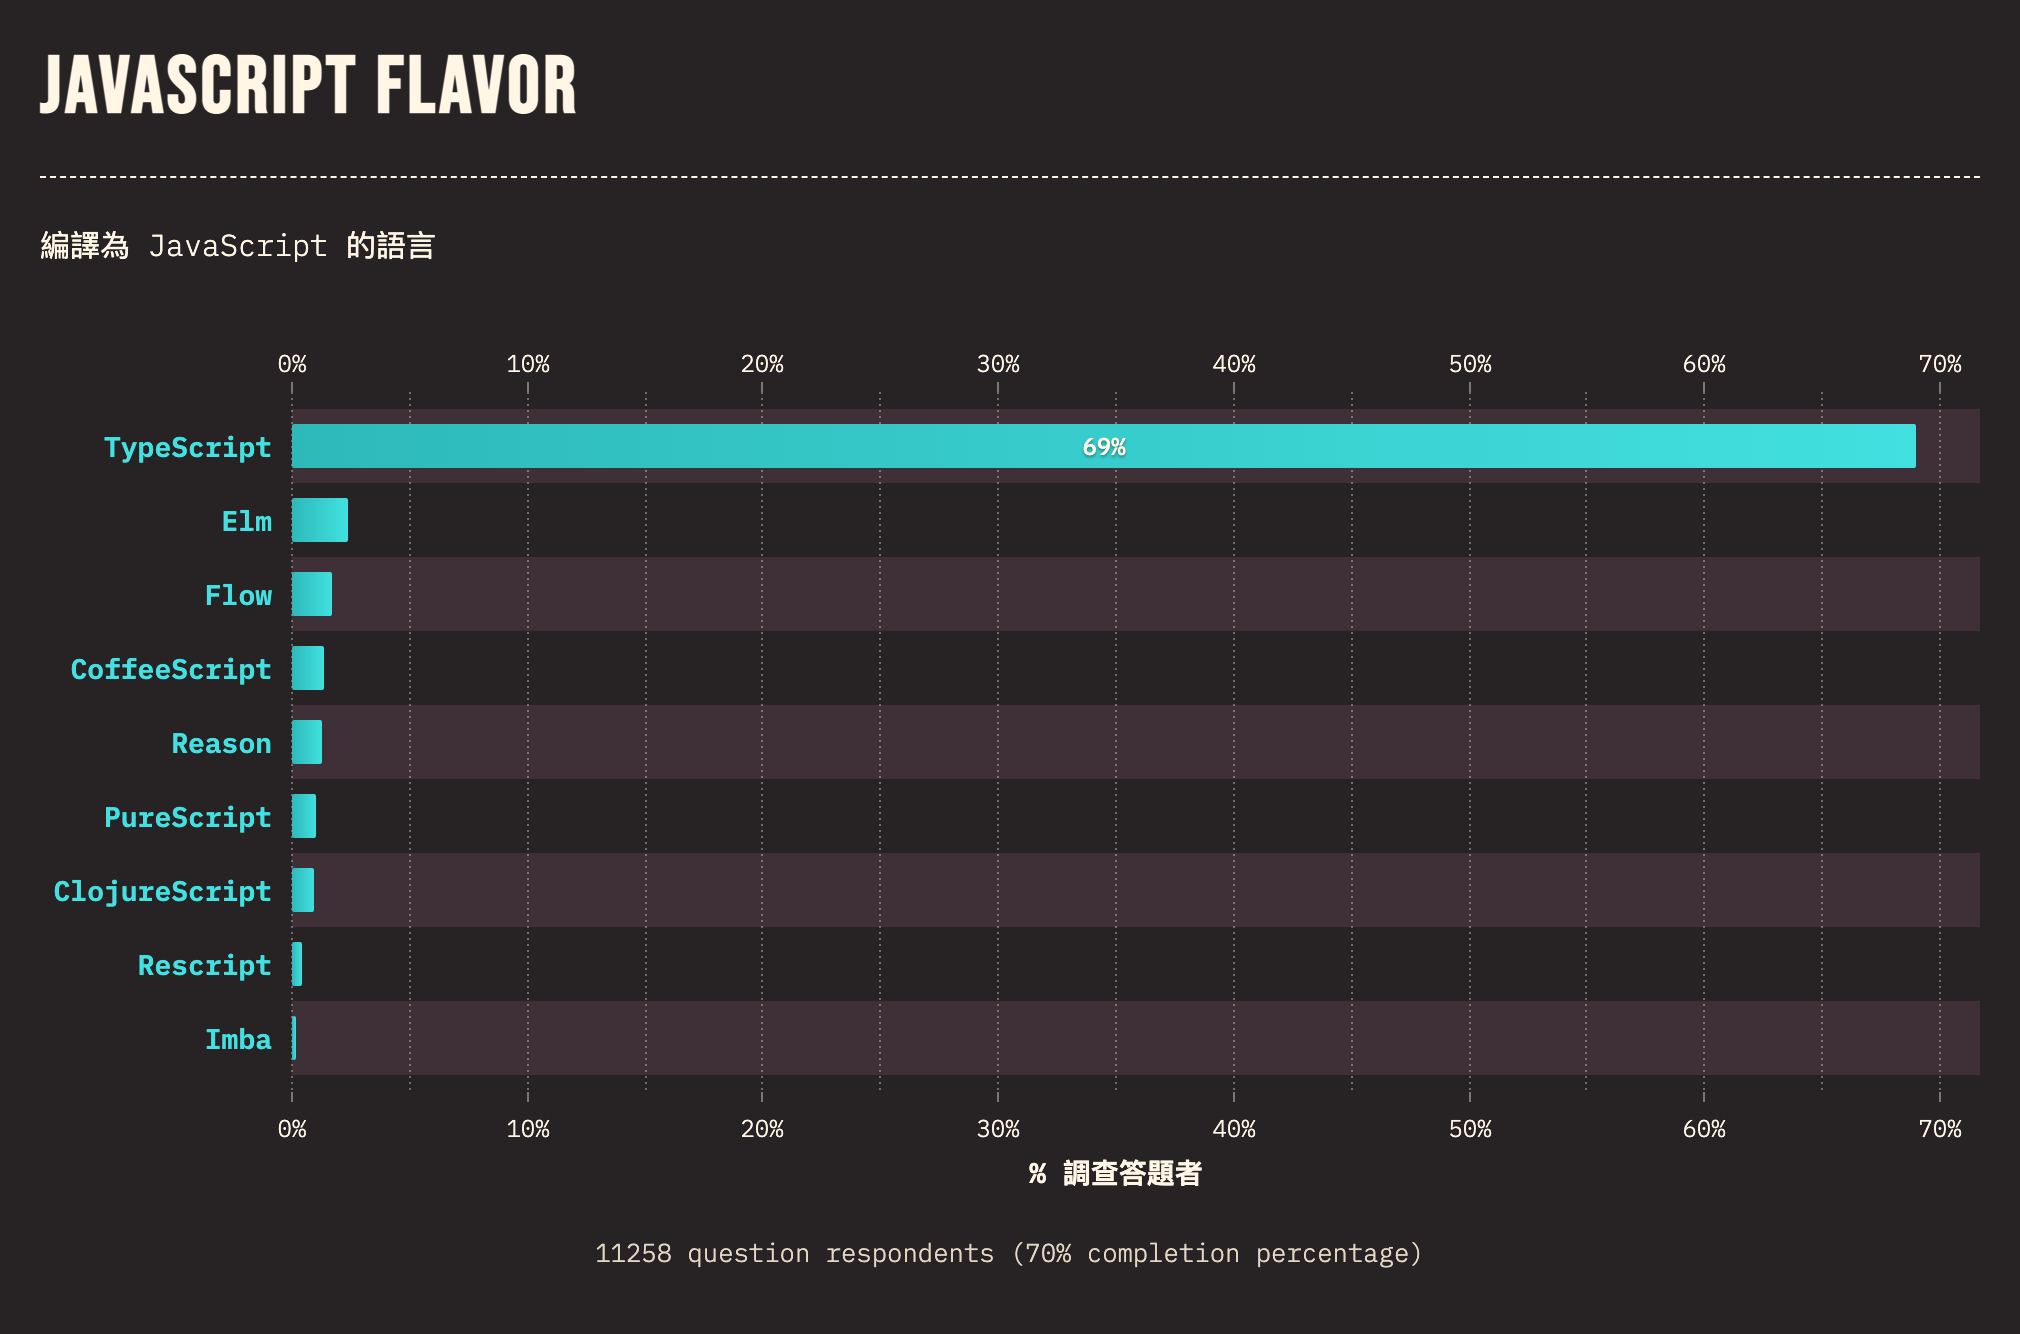 JAVASCRIPT FLAVOR
編譯為 JavaScript 的語言
0% 10% 20% 30% 40% 50% 60% 70%
TypeScript 69%
Elm
Flow
CoffeeScript
Reason
PureScript
ClojureScript
Rescript
Imba
0% 10% 20% 30% 40% 50% 60% 70%
% 調查答題者
11258 question respondents (70% completion percentage)